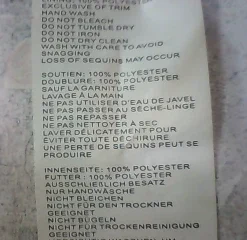 LINING: 100% POLYESTER
EXCLUSIVE OF TRIM
HAND WASH
DO NOT BLEACH
DO NOT TUMBLE DRY
DO NOT IRON
DO NOT DRY CLEAN
WASH WITH CARE TO AVOID
SNAGGING
LOSS OF SEQUINS MAY OCCUR
SOUTIEN: 100% POLYESTER
DOUBLURE: 100% POLYESTER
SAUF LA GARNITURE
LAVAGE À LA MAIN
NE PAS UTILISER D'EAU DE JAVEL
NE PAS PASSER AU SÈCHE-LINGE
NE PAS REPASSER
NE PAS NETTOYER À SEC
LAVER DÉLICATEMENT POUR
ÉVITER TOUTE DÉCHIRURE
UNE PERTE DE SEQUINS PEUT SE
PRODUIRE
INNENSEITE: 100% POLYESTER
FUTTER: 100% POLYESTER
AUSSCHLIEßLICH BESATZ
NUR HANDWÄSCHE
NICHT BLEICHEN
NICHT FÜR DEN TROCKNER
GEEIGNET
NICHT BÜGELN
NICHT FÜR TROCKENREINIGUNG
GEEIGNET